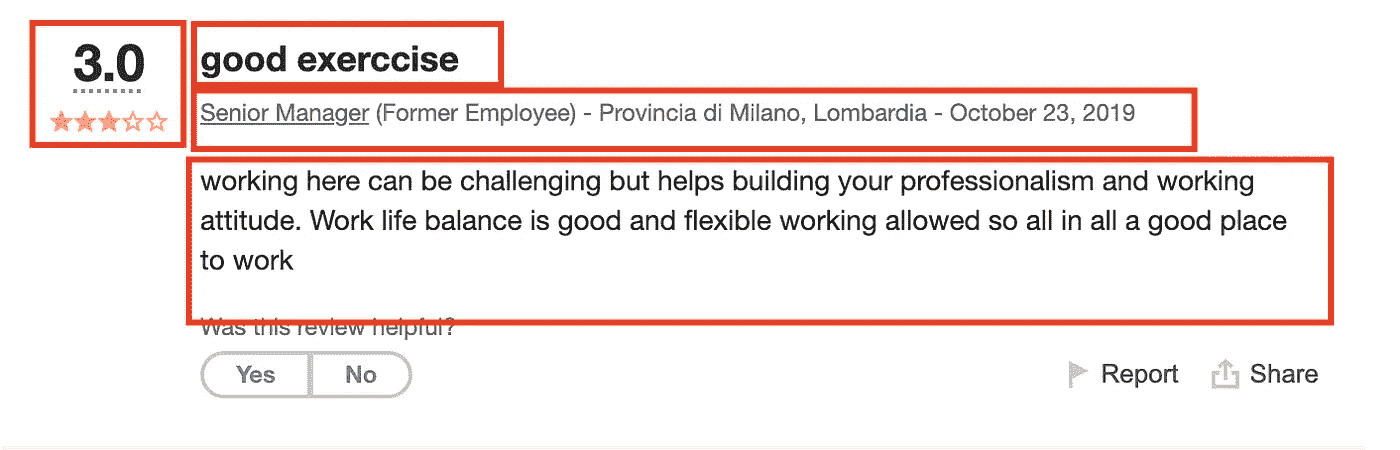 3.0
good exerccise
Senior Manager (Former Employee) - Provincia di Milano, Lombardia - October 23, 2019
working here can be challenging but helps building your professionalism and working
attitude. Work life balance is good and flexible working allowed so all in all a good place
to work
Was this review helpful?
Yes No
Report Share